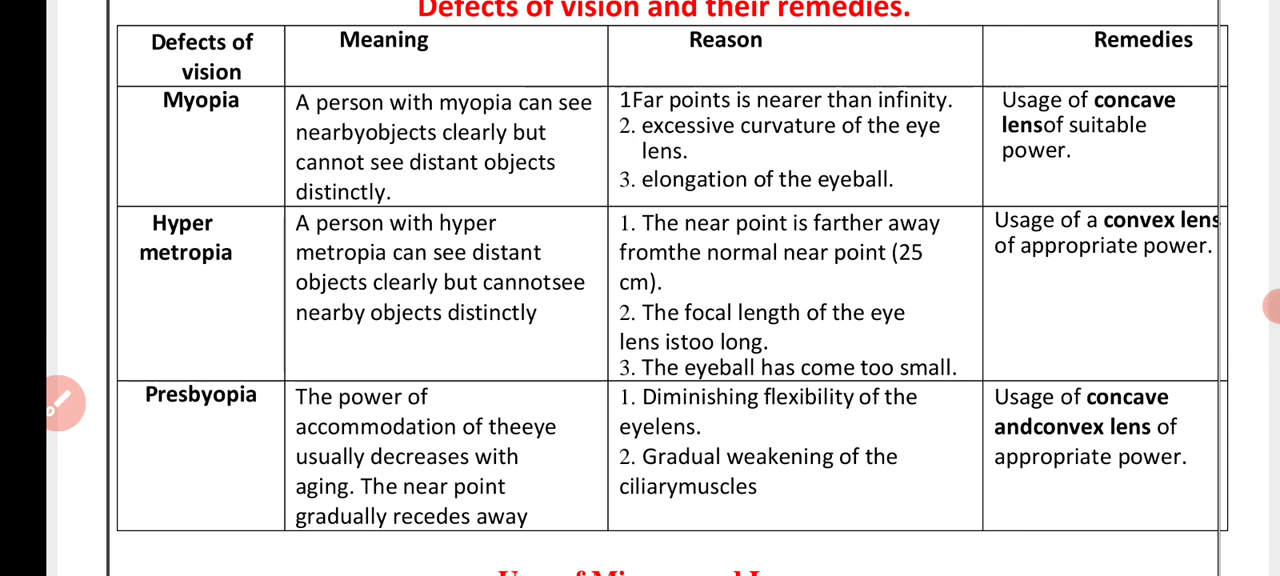 Defects of vision and their remedies.
Defects of vision
Meaning
Reason
Remedies
Myopia
A person with myopia can see
nearbyobjects clearly but
cannot see distant objects
distinctly.
1Far points is nearer than infinity.
2. excessive curvature of the eye
lens.
3. elongation of the eyeball.
Usage of concave
lensof suitable
power.
Hyper
metropia
A person with hyper
metropia can see distant
objects clearly but cannotsee
nearby objects distinctly
1. The near point is farther away
fromthe normal near point (25
cm).
2. The focal length of the eye
lens istoo long.
3. The eyeball has come too small.
Usage of a convex lens
of appropriate power.
Presbyopia
The power of
accommodation of theeye
usually decreases with
aging. The near point
gradually recedes away
1. Diminishing flexibility of the
eyelens.
2. Gradual weakening of the
ciliarymuscles
Usage of concave
andconvex lens of
appropriate power.